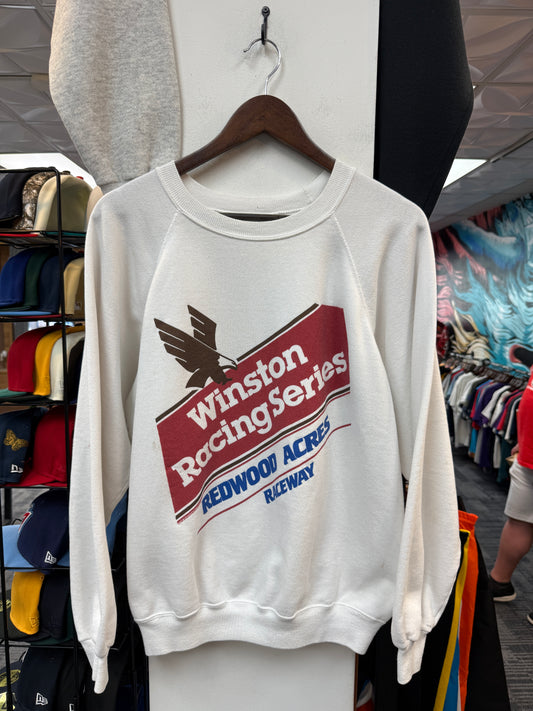 Winston
Racing Series
REDWOOD ACRES
RACEWAY